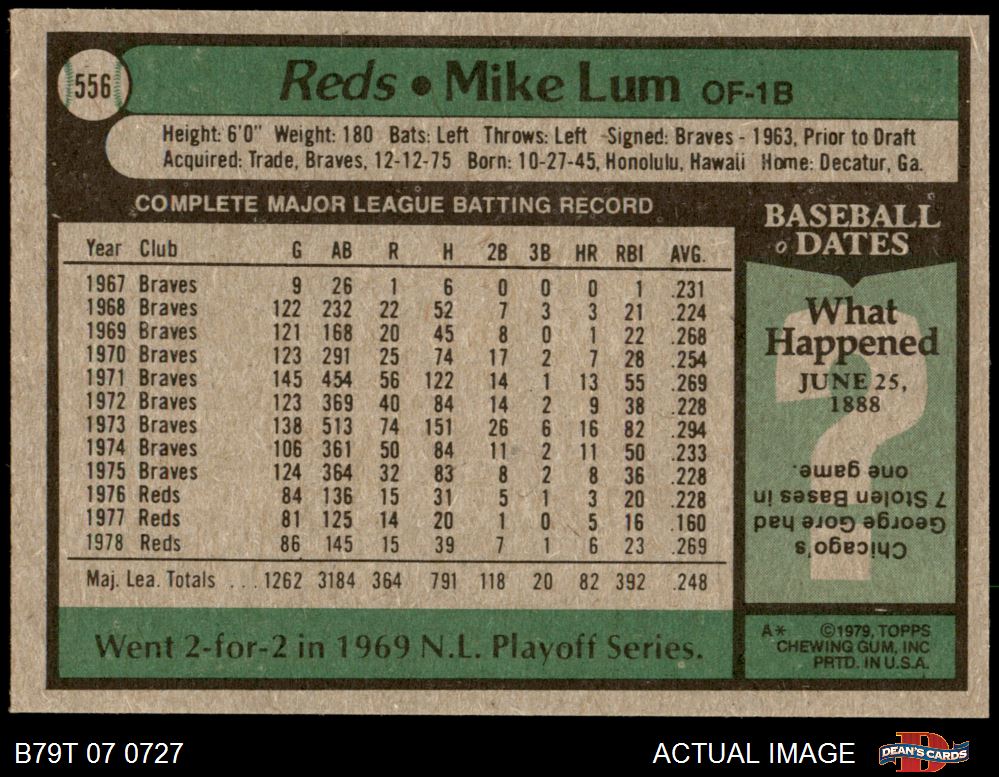 556
Reds • Mike Lum OF-1B
Height: 6'0" Weight: 180 Bats: Left Throws: Left Signed: Braves - 1963, Prior to Draft
Acquired: Trade, Braves, 12-12-75 Born: 10-27-45, Honolulu, Hawaii Home: Decatur, Ga.
COMPLETE MAJOR LEAGUE BATTING RECORD
Year Club G AB R H 2B 3B HR RBI AVG.
1967 Braves 9 26 1 6 0 0 0 1 .231
1968 Braves 122 232 22 52 7 3 3 21 .224
1969 Braves 121 168 20 45 8 0 1 22 .268
1970 Braves 123 291 25 74 17 2 7 28 .254
1971 Braves 145 454 56 122 14 1 13 55 .269
1972 Braves 123 369 40 84 14 2 9 38 .228
1973 Braves 138 513 74 151 26 6 16 82 .294
1974 Braves 106 361 50 84 11 2 11 50 .233
1975 Braves 124 364 32 83 8 2 8 36 .228
1976 Reds 84 136 15 31 5 1 3 20 .228
1977 Reds 81 125 14 20 1 0 5 16 .160
1978 Reds 86 145 15 39 7 1 6 23 .269
Maj. Lea. Totals ...1262 3184 364 791 118 20 82 392 .248
Went 2-for-2 in 1969 N.L. Playoff Series.
BASEBALL
DATES
What
Happened
JUNE 25,
1888
Chicago's
George Gore had
7 Stolen Bases in
one game.
A* ©1979, TOPPS
CHEWING GUM, INC
PRTD. IN U.S.A.
B79T 07 0727
ACTUAL IMAGE
DEAN'S CARDS